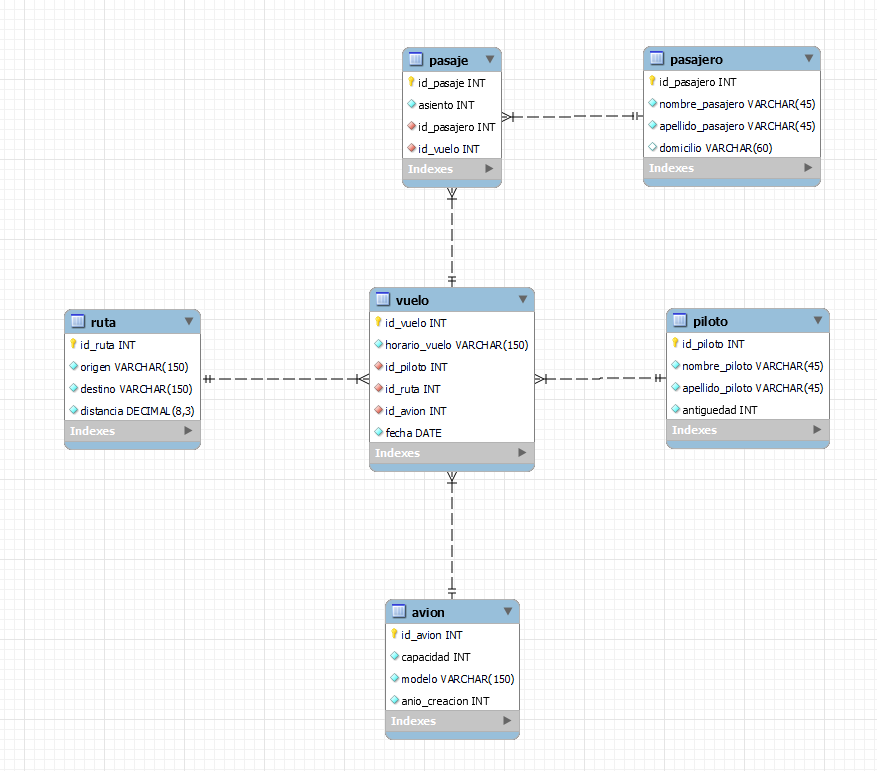 pasaje
id_pasaje INT
asiento INT
id_pasajero INT
id_vuelo INT
Indexes
pasajero
id_pasajero INT
nombre_pasajero VARCHAR(45)
apellido_pasajero VARCHAR(45)
domicilio VARCHAR(60)
Indexes
ruta
id_ruta INT
origen VARCHAR(150)
destino VARCHAR(150)
distancia DECIMAL(8,3)
Indexes
vuelo
id_vuelo INT
horario_vuelo VARCHAR(150)
id_piloto INT
id_ruta INT
id_avion INT
fecha DATE
Indexes
piloto
id_piloto INT
nombre_piloto VARCHAR(45)
apellido_piloto VARCHAR(45)
antiguedad INT
Indexes
avion
id_avion INT
capacidad INT
modelo VARCHAR(150)
anio_creacion INT
Indexes